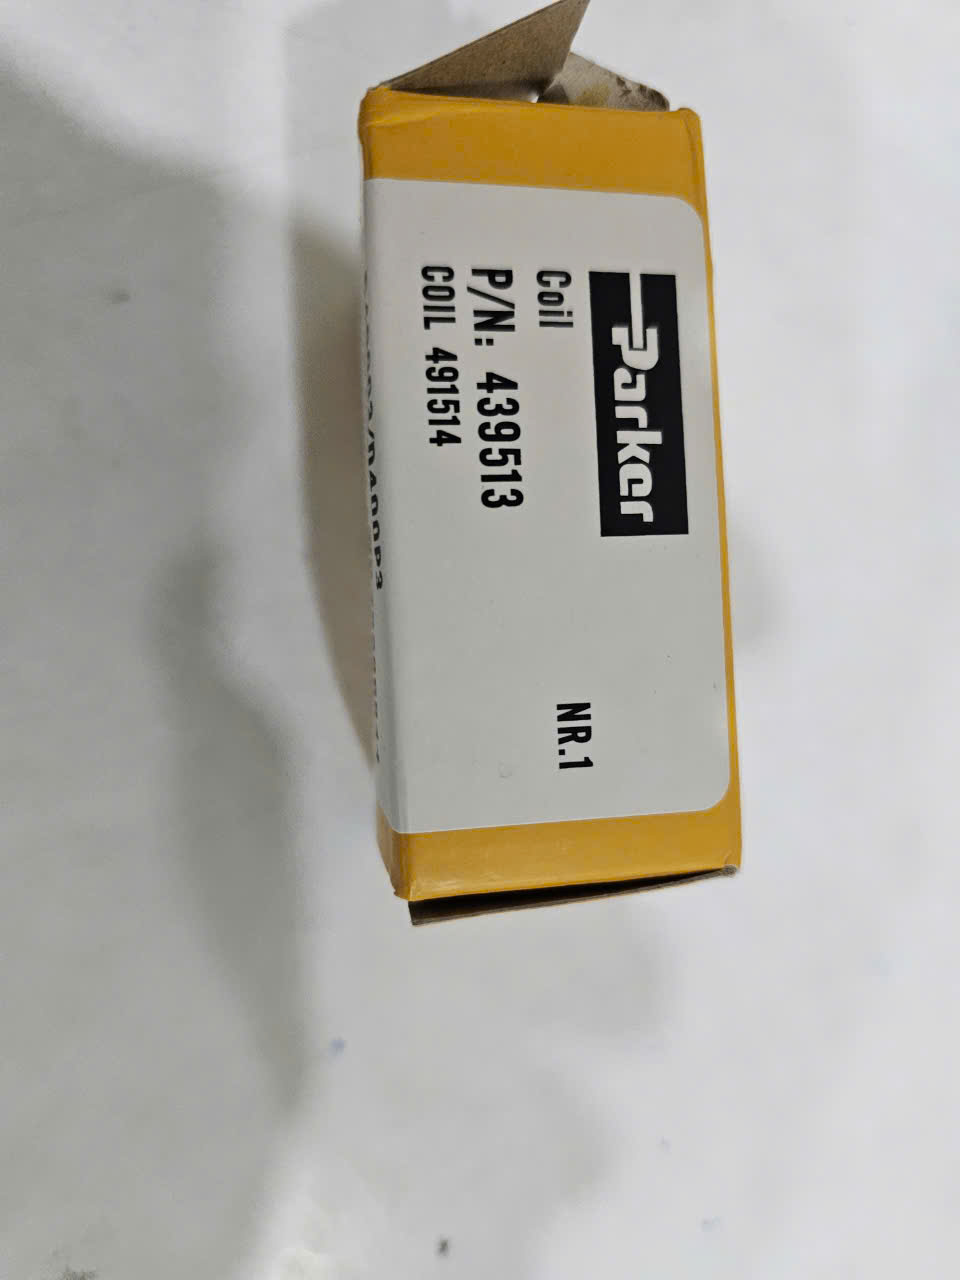 Parker
Coil
NR.1
P/N: 439513
COIL 491514